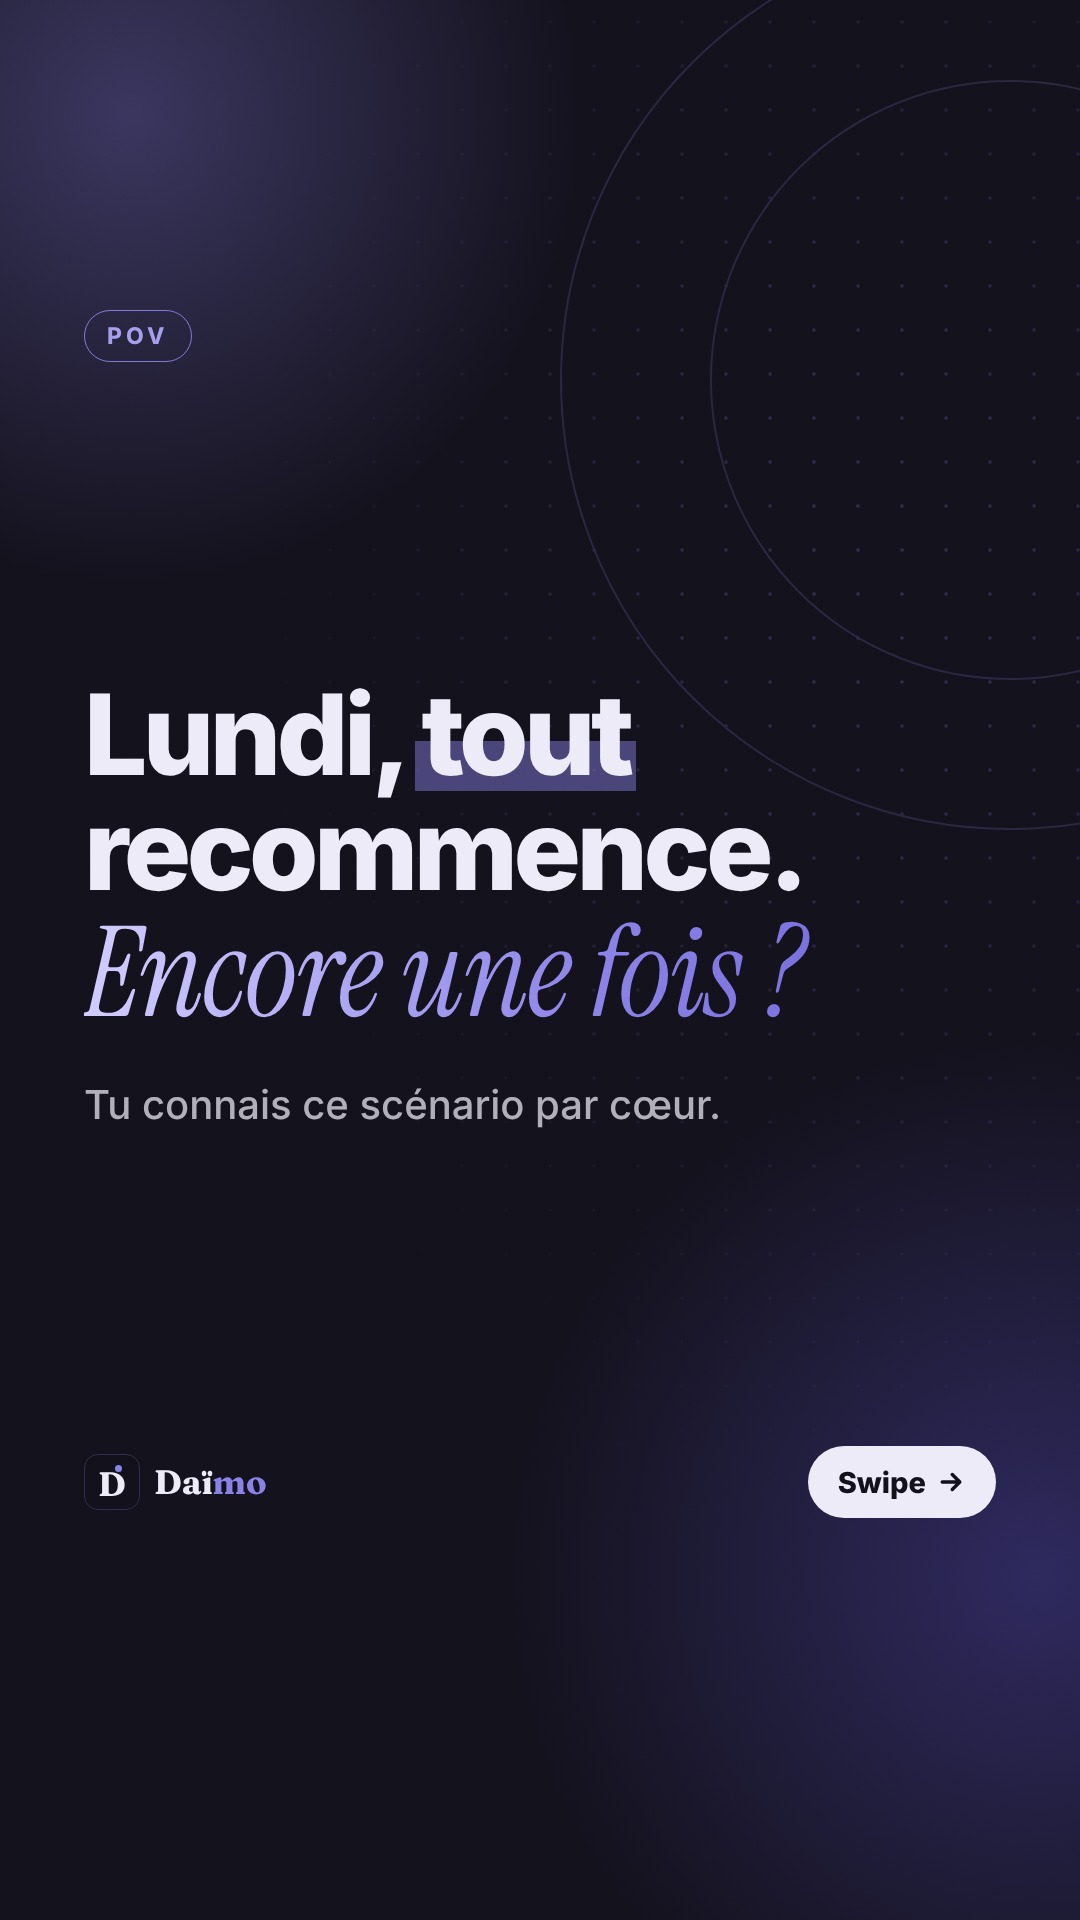 POV
Lundi, tout
recommence.
Encore une fois ?
Tu connais ce scénario par cœur.
D Daïmo
Swipe →